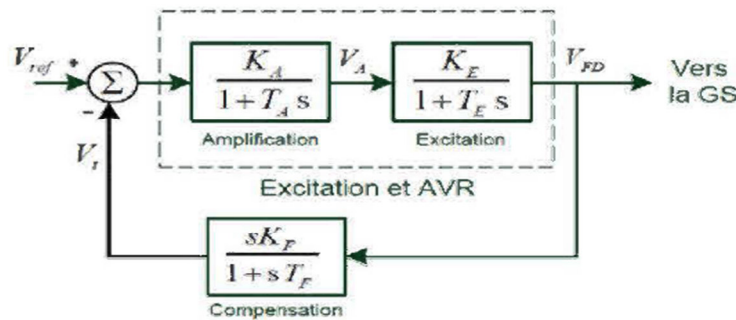 V_ref + Σ K_A V_A K_E V_FD Vers
- 1 + T_A s 1 + T_E s la GS
V_t Amplification Excitation
Excitation et AVR
sK_F
1 + s T_F
Compensation